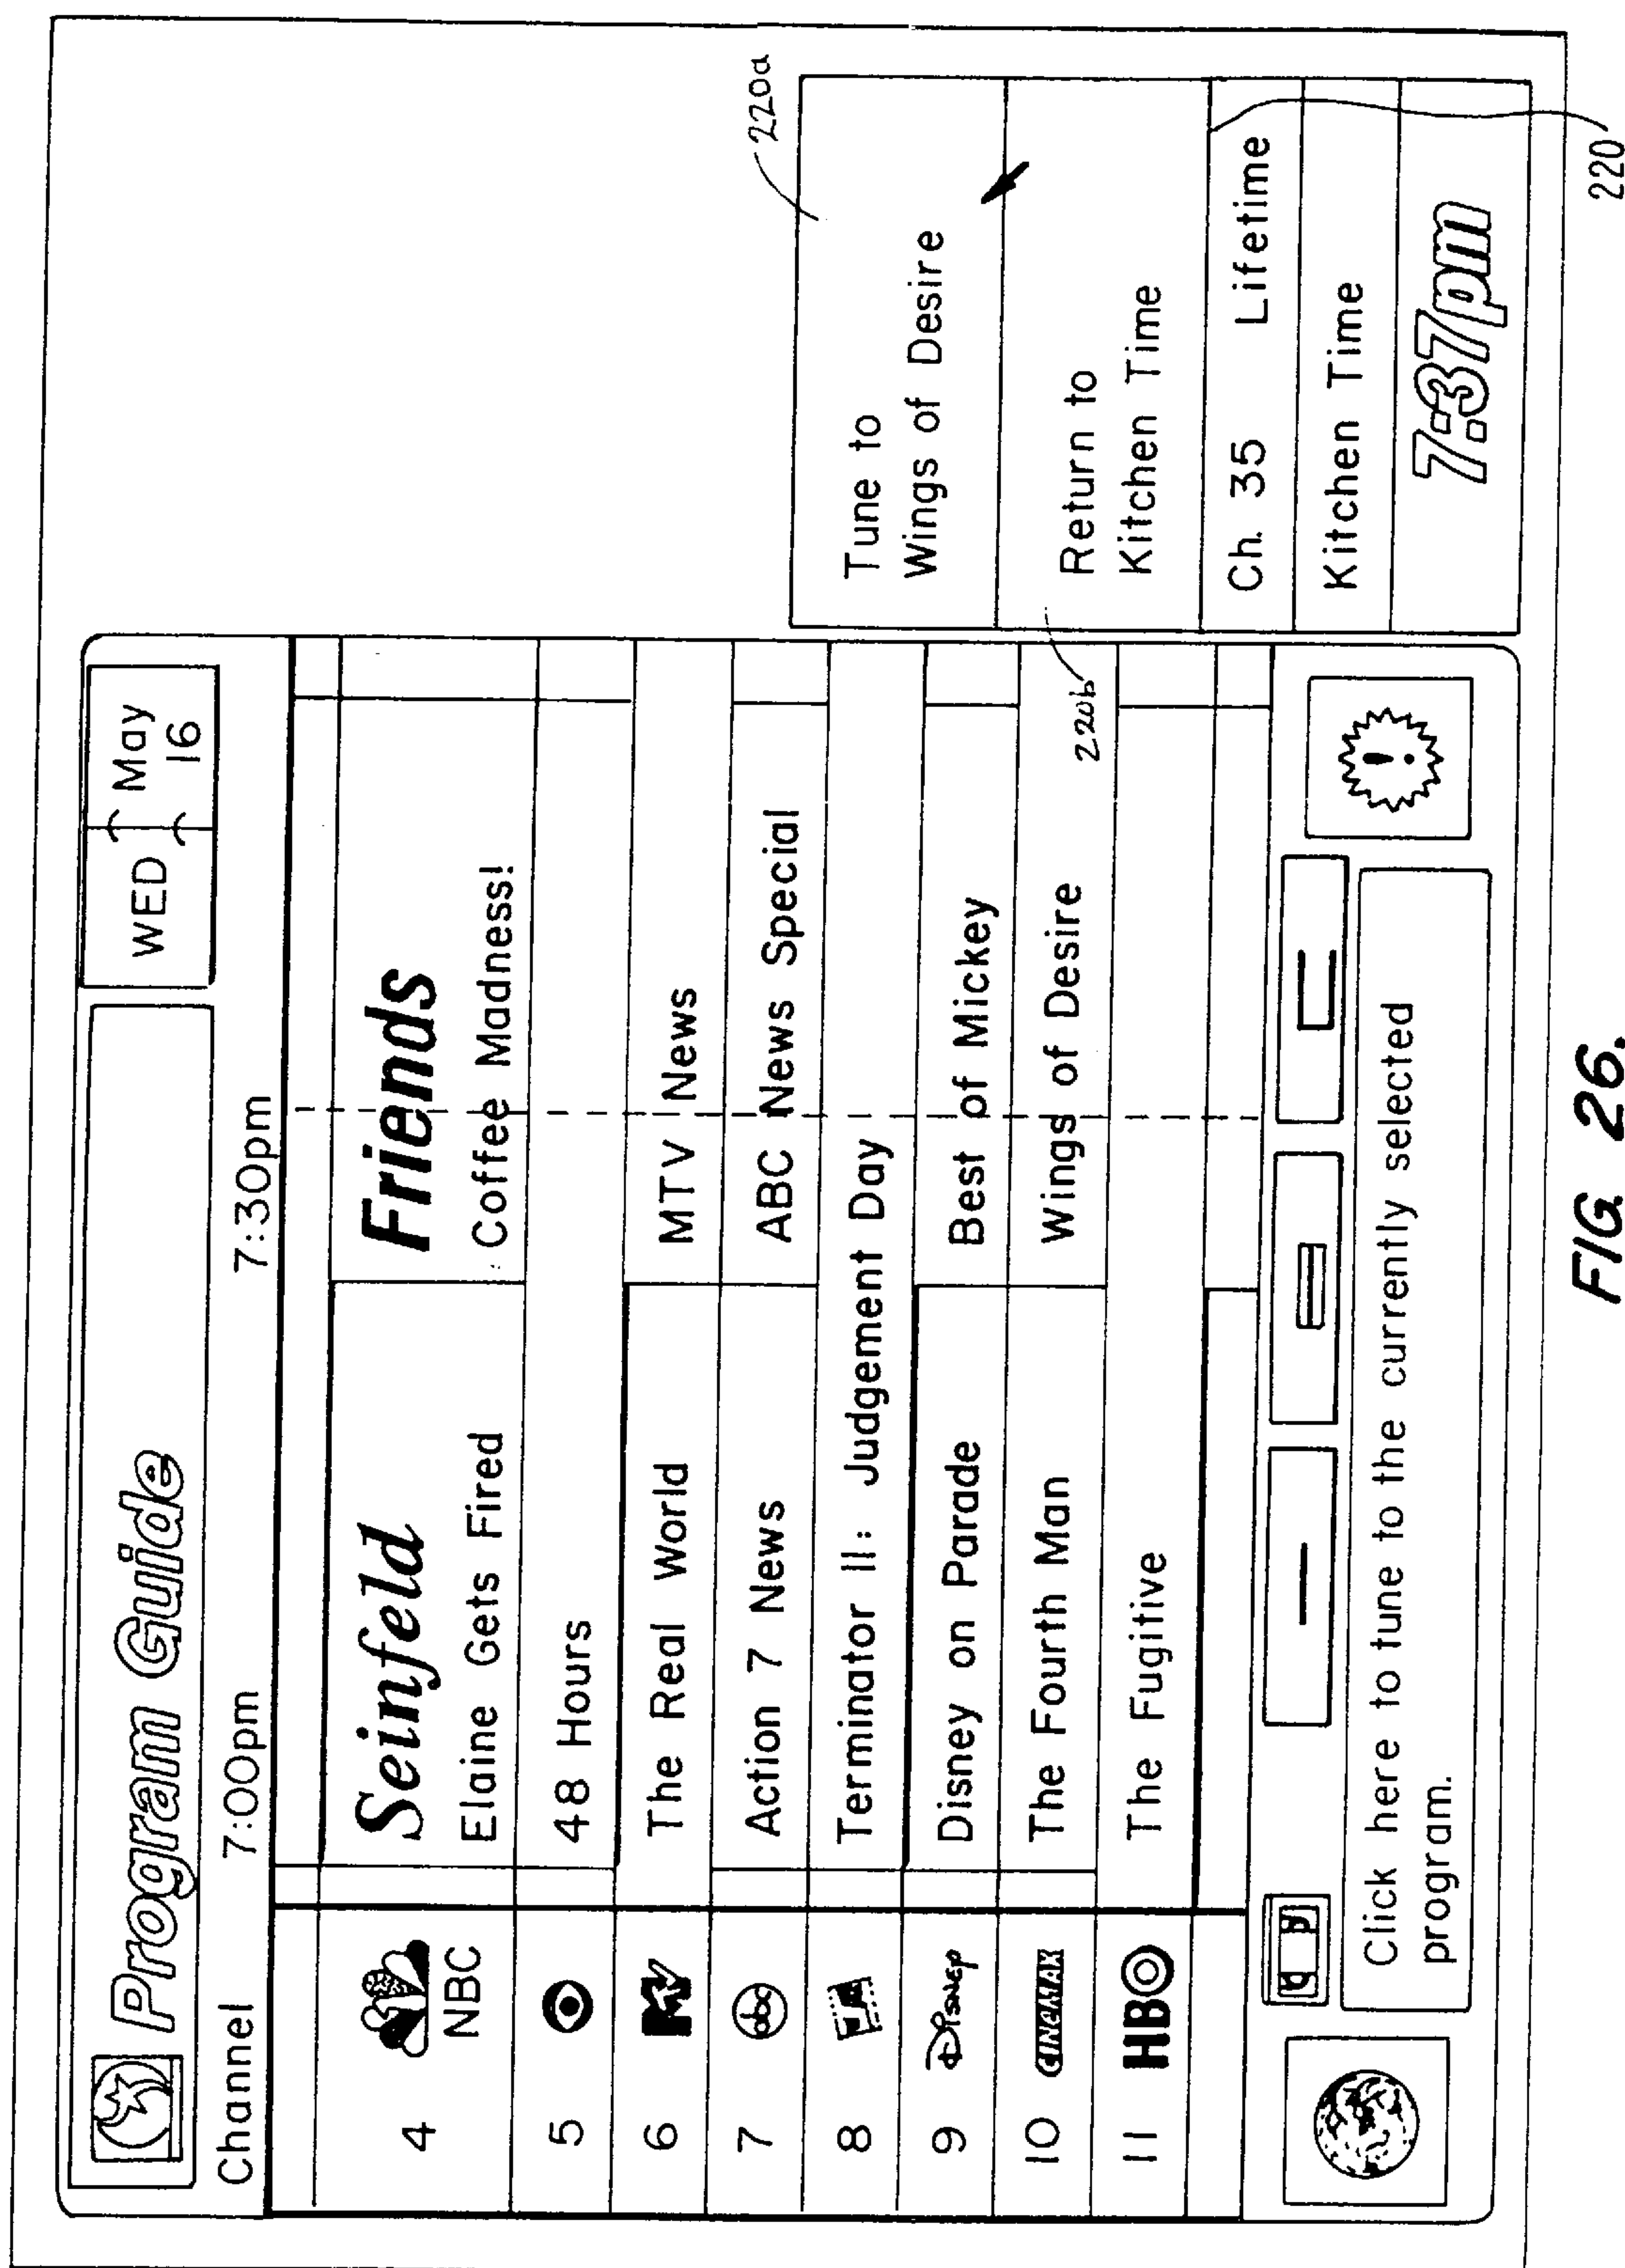 Program Guide
WED May
16
Channel 7:00pm 7:30pm
4 NBC Seinfeld Friends
Elaine Gets Fired Coffee Madness!
5 48 Hours
6 The Real World MTV News
7 abc Action 7 News ABC News Special
8 Terminator II: Judgement Day
9 Disney Disney on Parade Best of Mickey
10 CINEMAX The Fourth Man Wings of Desire
11 HBO The Fugitive
Click here to tune to the currently selected
program.
220a
Tune to
Wings of Desire
Return to
Kitchen Time
220b
Ch. 35 Lifetime
Kitchen Time
7:37pm
220
FIG. 26.